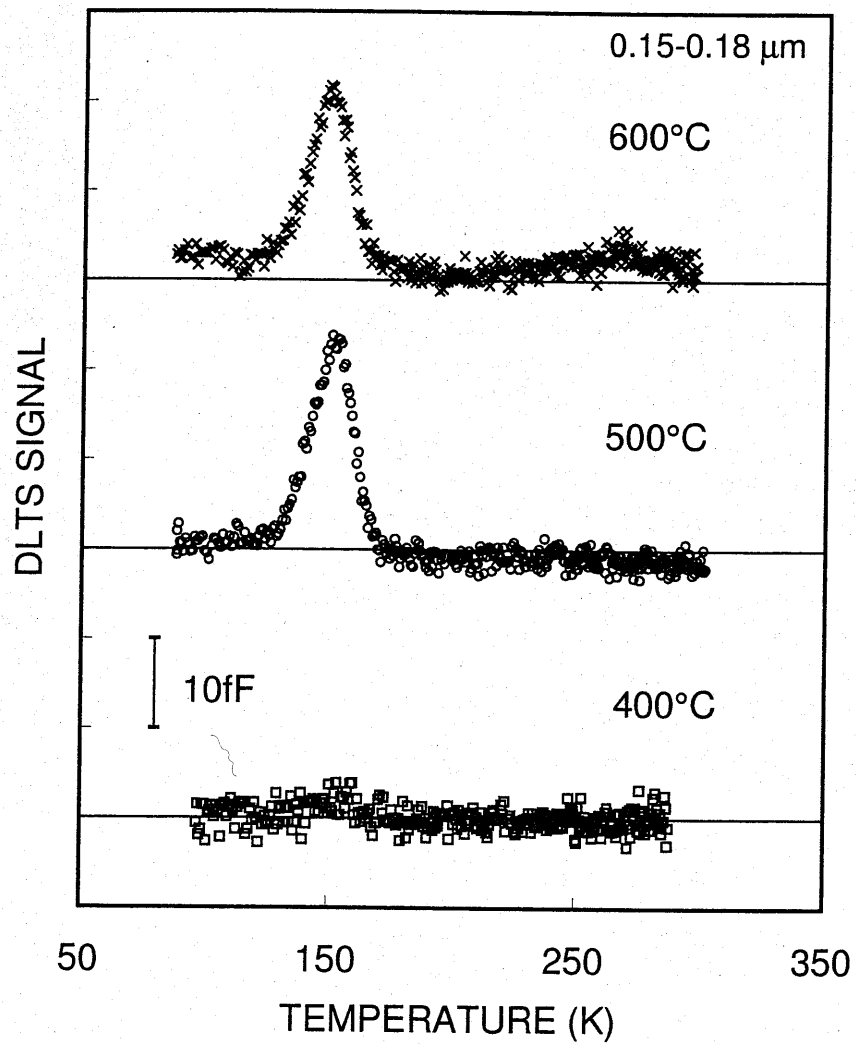 0.15-0.18 μm
600°C
500°C
DLTS SIGNAL
10fF
400°C
50 150 250 350
TEMPERATURE (K)